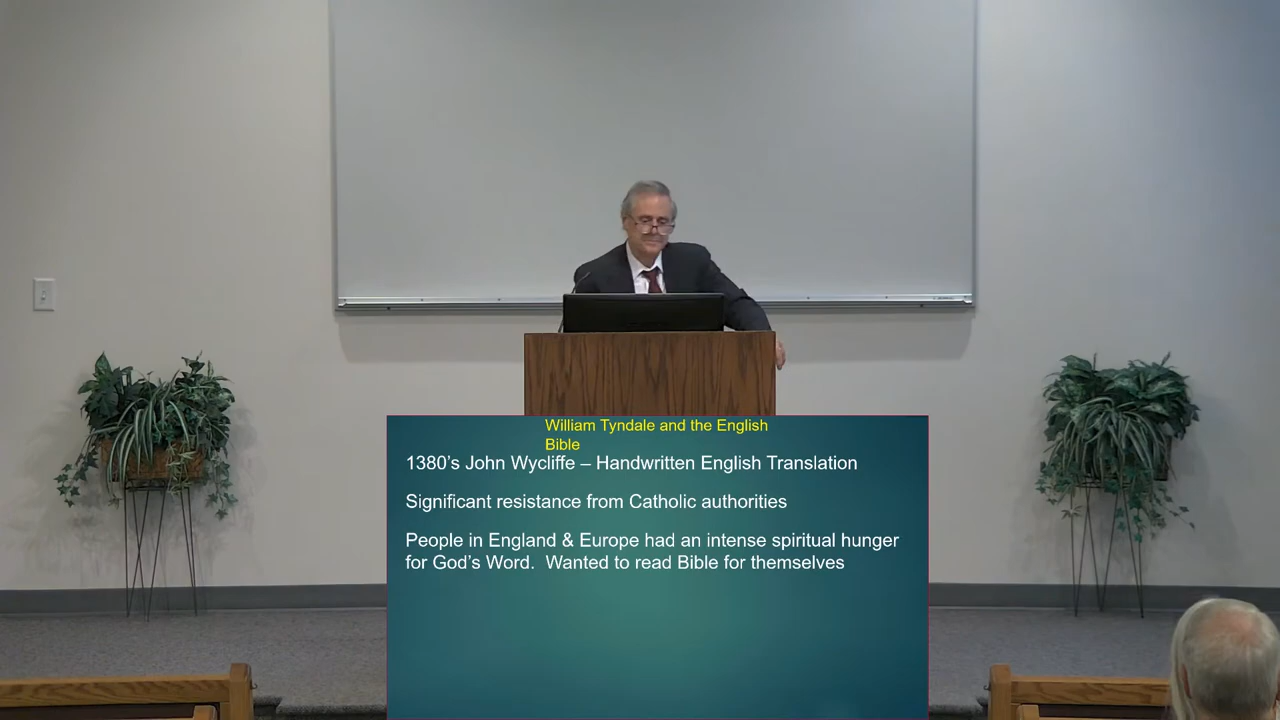 William Tyndale and the English
Bible
1380’s John Wycliffe – Handwritten English Translation
Significant resistance from Catholic authorities
People in England & Europe had an intense spiritual hunger
for God’s Word.  Wanted to read Bible for themselves